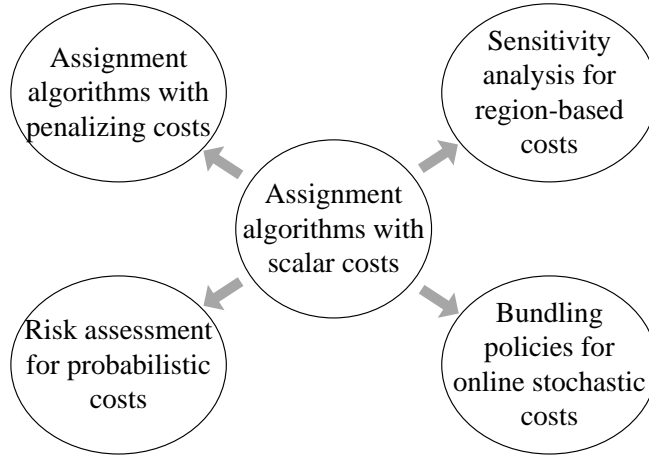 Assignment
algorithms with
penalizing costs
Sensitivity
analysis for
region-based
costs
Assignment
algorithms with
scalar costs
Risk assessment
for probabilistic
costs
Bundling
policies for
online stochastic
costs